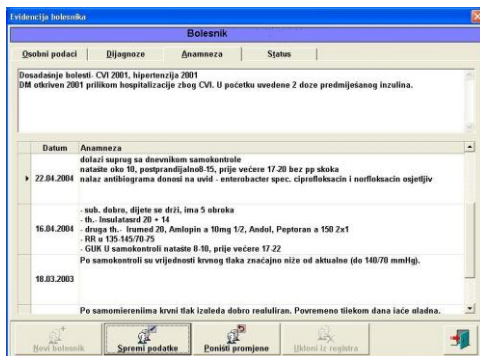 Evidencija bolesnika
Bolesnik
Osobni podaci
Dijagnoze
Anamneza
Status
Dosadašnje bolesti- CVI 2001, hipertenzija 2001
DM otkriven 2001 prilikom hospitalizacije zbog CVI. U početku uvedene 2 doze predmiješanog inzulina.
Datum Anamneza
dolazi suprug sa dnevnikom samokontrole
natašte oko 10, postprandijalno8-15, prije večere 17-20 bez pp skoka
22.04.2004 nalaz antibiograma donosi na uvid - enterobacter spec. ciprofloksacin i norfloksacin osjetljiv
- sub. dobro, dijete se drži, ima 5 obroka
- th.- Insulatasrd 20 + 14
16.04.2004 - druga th.- Irumed 20, Amlopin a 10mg 1/2, Andol, Peptoran a 150 2x1
- RR u 135-145/70-75
- GUK U samokontroli natašte 8-10, prije večere 17-22
Po samokontroli su vrijednosti krvnog tlaka značajno niže od aktualne (do 140/70 mmHg).
18.03.2003
Po samomjerenjima krvni tlak izgleda dobro reguliran. Povremeno tijekom dana jače gladna.
Novi bolesnik
Spremi podatke
Poništi promjene
Ukloni iz registra